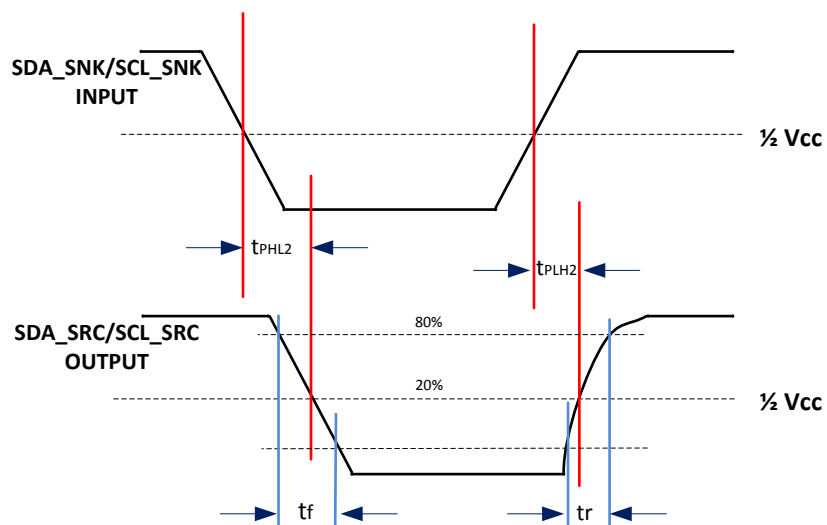 SDA_SNK/SCL_SNK
INPUT
½ Vcc
tPHL2
tPLH2
SDA_SRC/SCL_SRC
OUTPUT
80%
20%
½ Vcc
tf
tr